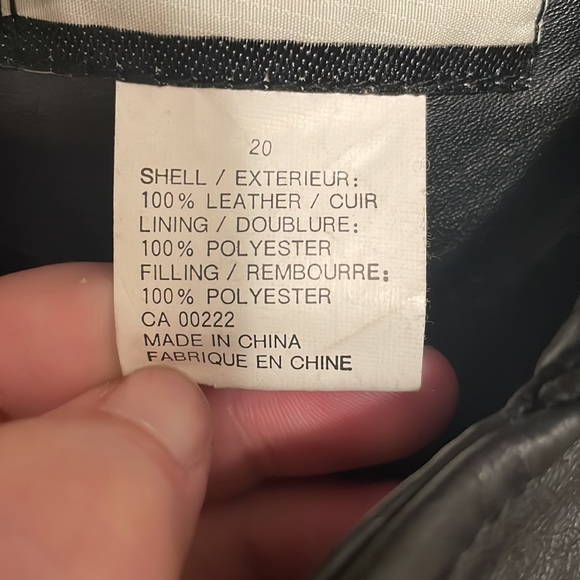 20
SHELL / EXTERIEUR:
100% LEATHER / CUIR
LINING / DOUBLURE:
100% POLYESTER
FILLING / REMBOURRE:
100% POLYESTER
CA 00222
MADE IN CHINA
FABRIQUE EN CHINE